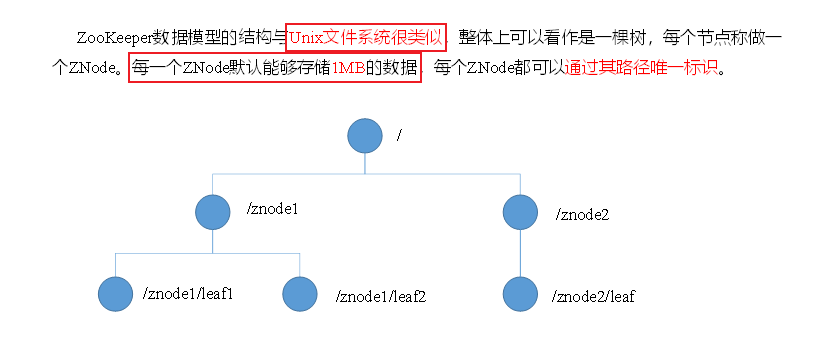 ZooKeeper数据模型的结构与Unix文件系统很类似，整体上可以看作是一棵树，每个节点称做一
个ZNode。每一个ZNode默认能够存储1MB的数据，每个ZNode都可以通过其路径唯一标识。
/
/znode1
/znode2
/znode1/leaf1
/znode1/leaf2
/znode2/leaf